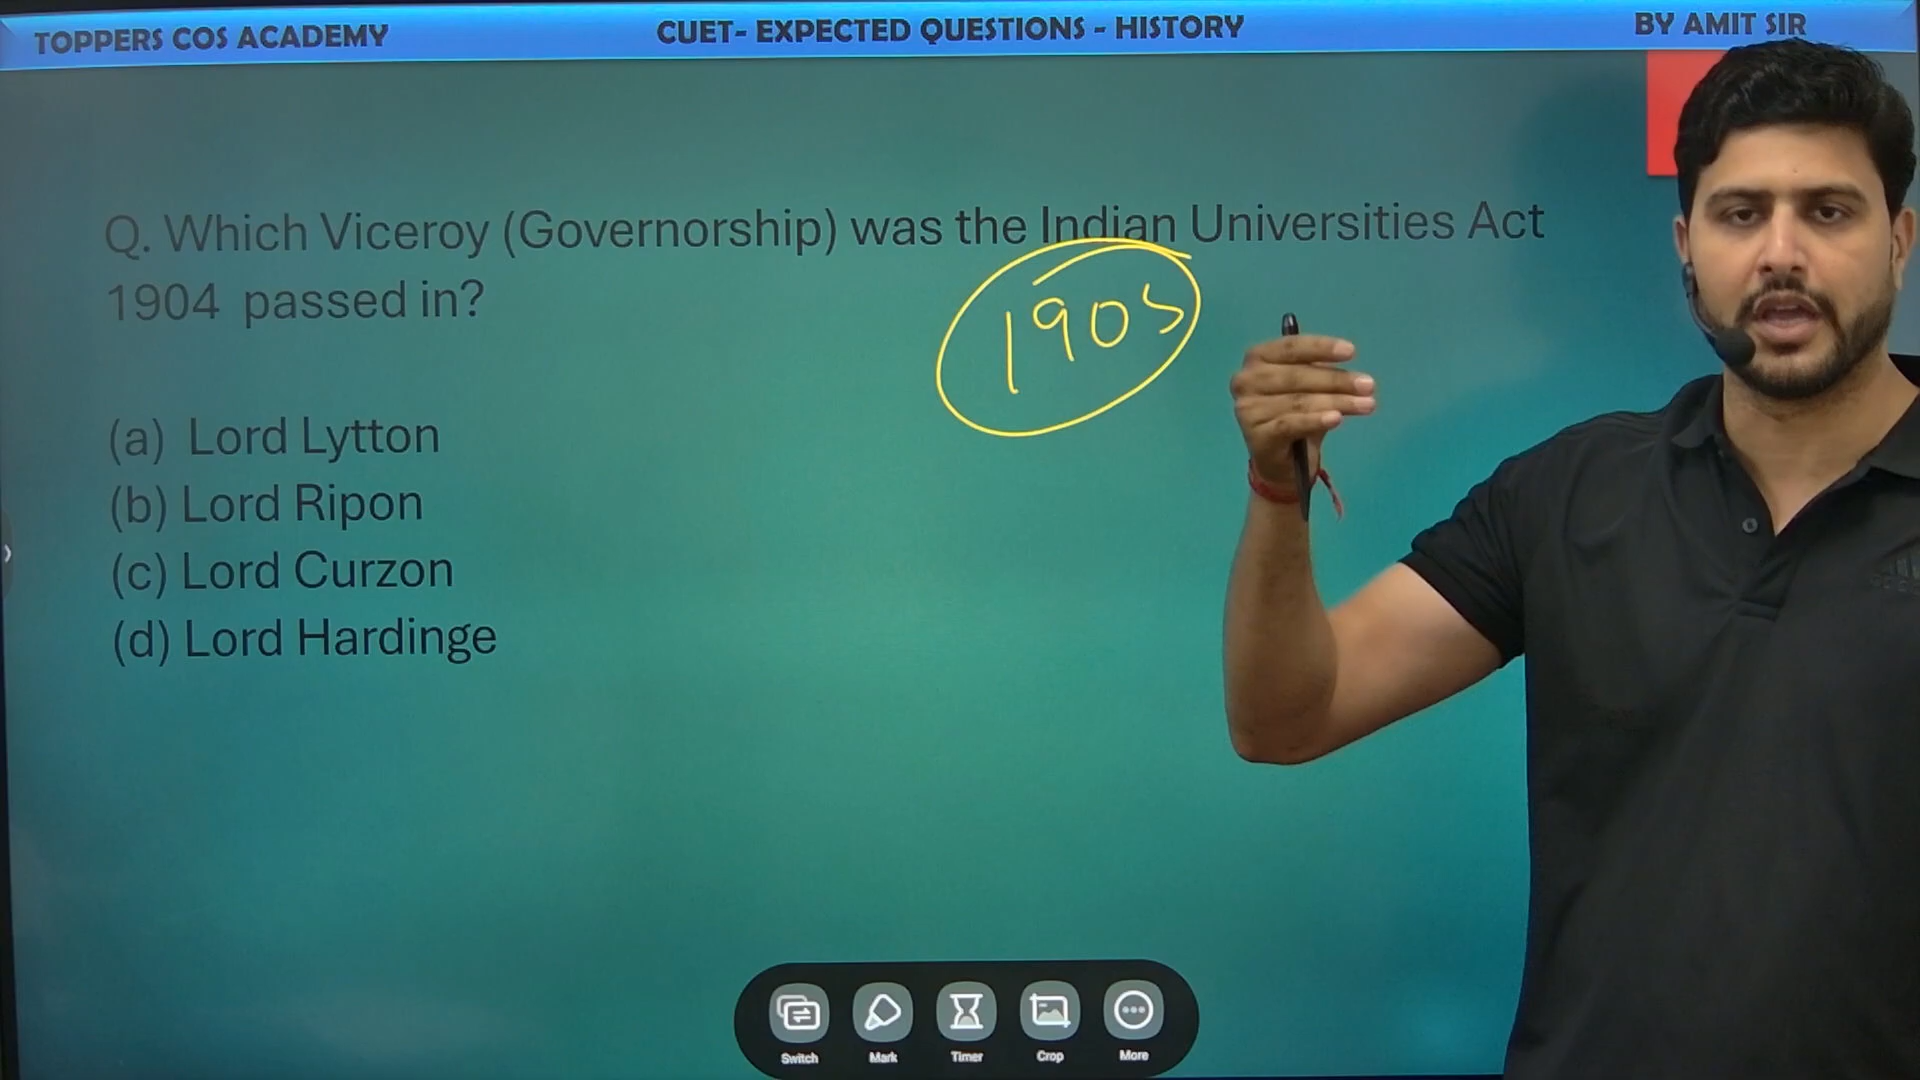 TOPPERS COS ACADEMY
CUET- EXPECTED QUESTIONS - HISTORY
BY AMIT SIR
Q. Which Viceroy (Governorship) was the Indian Universities Act
1904 passed in?
1905
(a) Lord Lytton
(b) Lord Ripon
(c) Lord Curzon
(d) Lord Hardinge
Switch
Mark
Timer
Crop
More